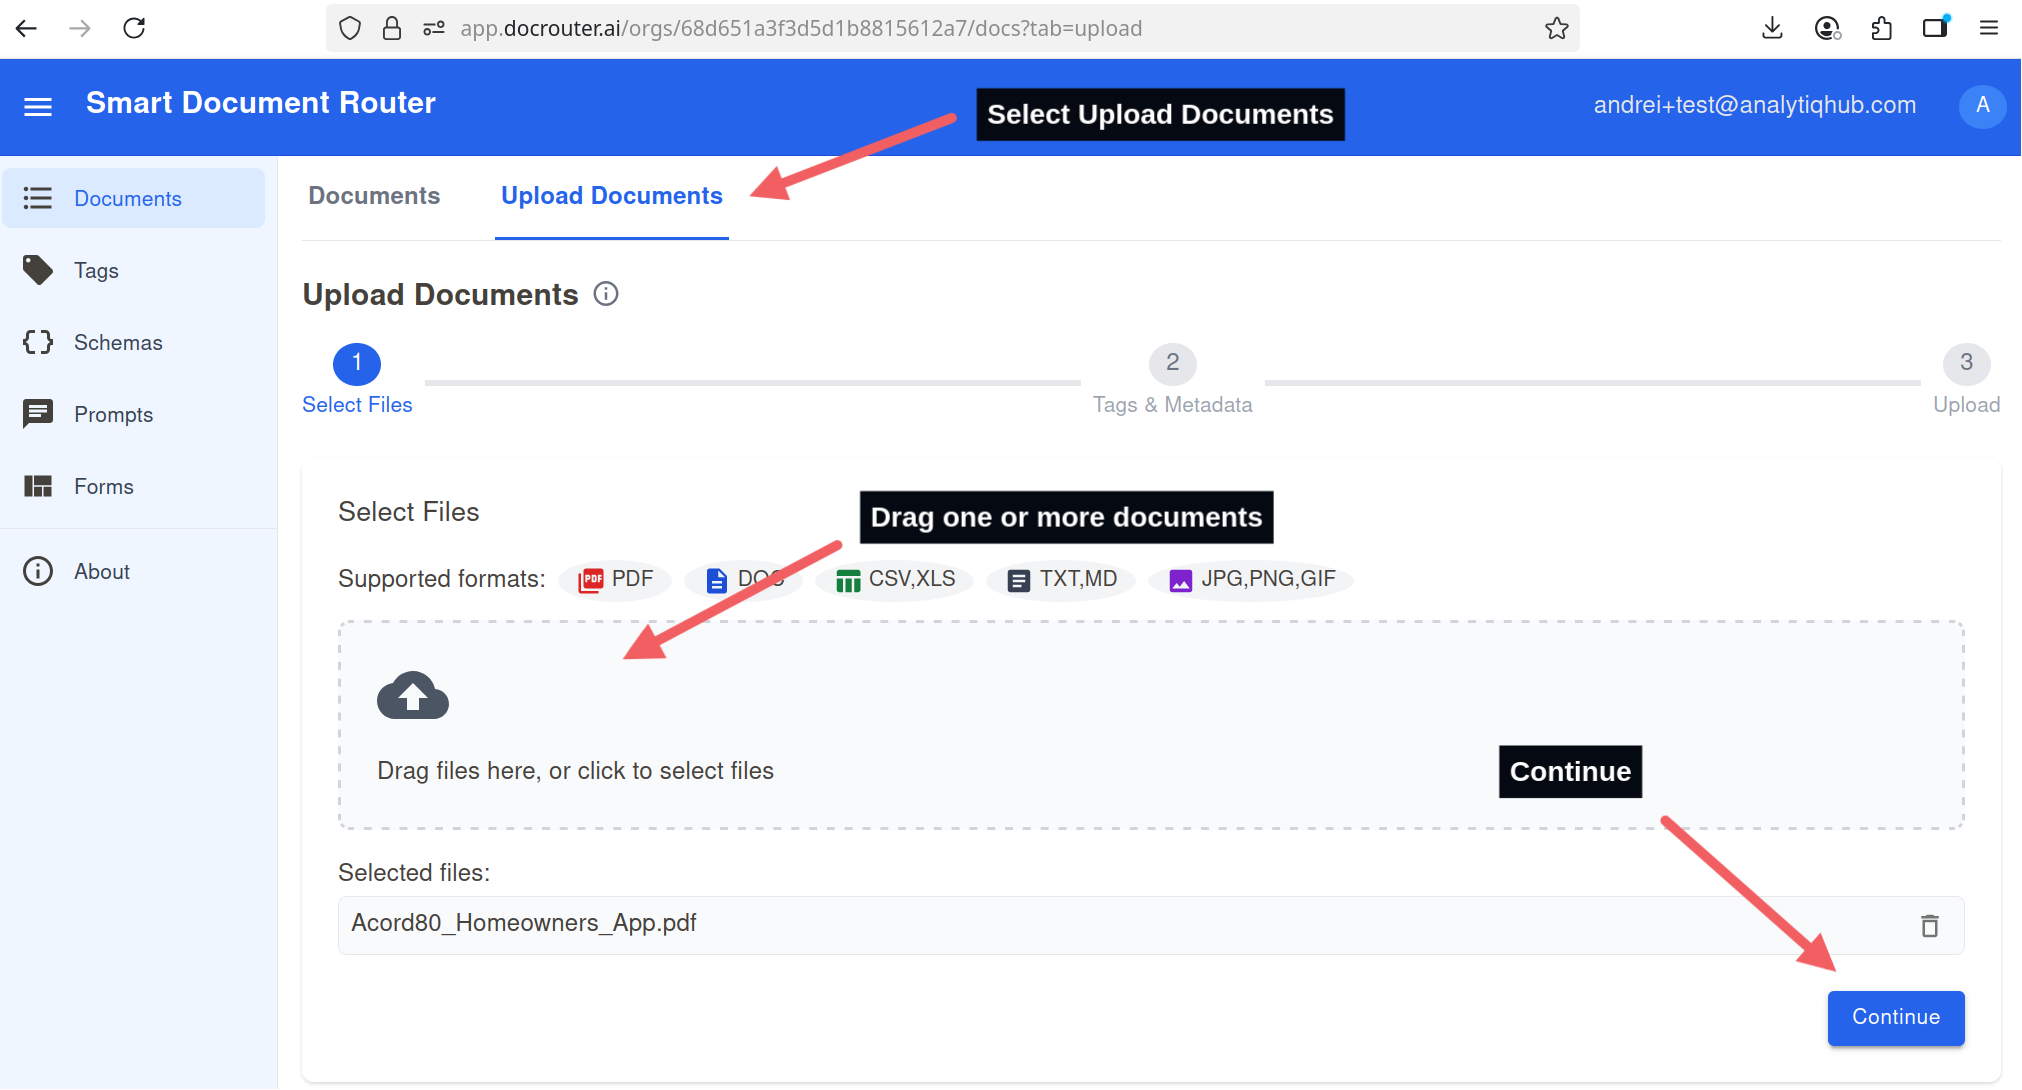 app.docrouter.ai/orgs/68d651a3f3d5d1b8815612a7/docs?tab=upload
Smart Document Router
Select Upload Documents
andrei+test@analytiqhub.com
A
Documents
Tags
Schemas
Prompts
Forms
About
Documents
Upload Documents
Upload Documents
1
Select Files
2
Tags & Metadata
3
Upload
Select Files
Drag one or more documents
Supported formats:
PDF
PDF
DOC
CSV,XLS
TXT,MD
JPG,PNG,GIF
Drag files here, or click to select files
Continue
Selected files:
Acord80_Homeowners_App.pdf
Continue